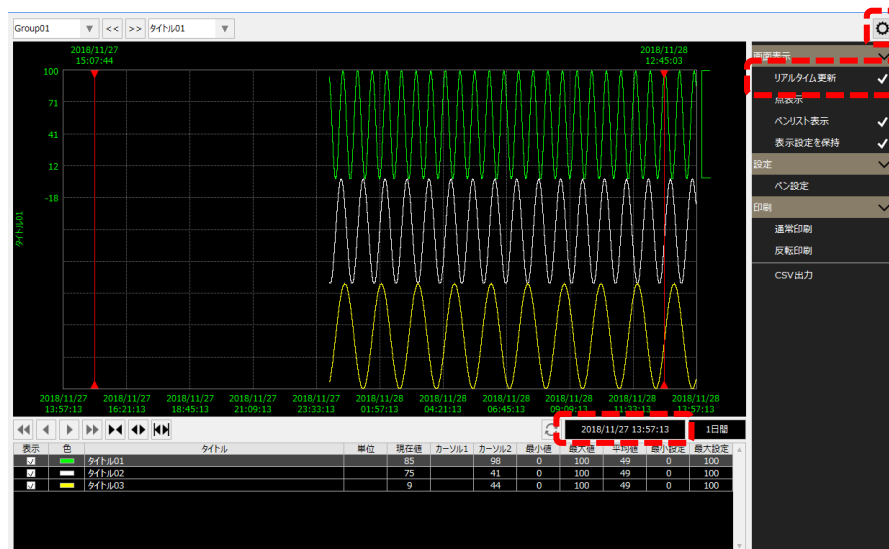 Group01 << >> タイトル01
2018/11/27 2018/11/28
15:07:44 12:45:03
100
71
41
12
-18
タイトル01
2018/11/27 2018/11/27 2018/11/27 2018/11/27 2018/11/27 2018/11/28 2018/11/28 2018/11/28 2018/11/28 2018/11/28 2018/11/28
13:57:13 16:21:13 18:45:13 21:09:13 23:33:13 01:57:13 04:21:13 06:45:13 09:09:13 11:33:13 13:57:13
2018/11/27 13:57:13 1日間
表示 色 タイトル 単位 現在値 カーソル1 カーソル2 最小値 最大値 平均値 最小設定 最大設定
タイトル01 85 98 0 100 49 0 100
タイトル02 75 41 0 100 49 0 100
タイトル03 9 44 0 100 49 0 100
画面表示
リアルタイム更新
点表示
ペンリスト表示
表示設定を保持
設定
ペン設定
印刷
通常印刷
反転印刷
CSV出力